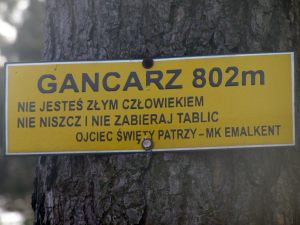 GANCARZ 802m
NIE JESTEŚ ZŁYM CZŁOWIEKIEM
NIE NISZCZ I NIE ZABIERAJ TABLIC
OJCIEC ŚWIĘTY PATRZY – MK EMALKENT